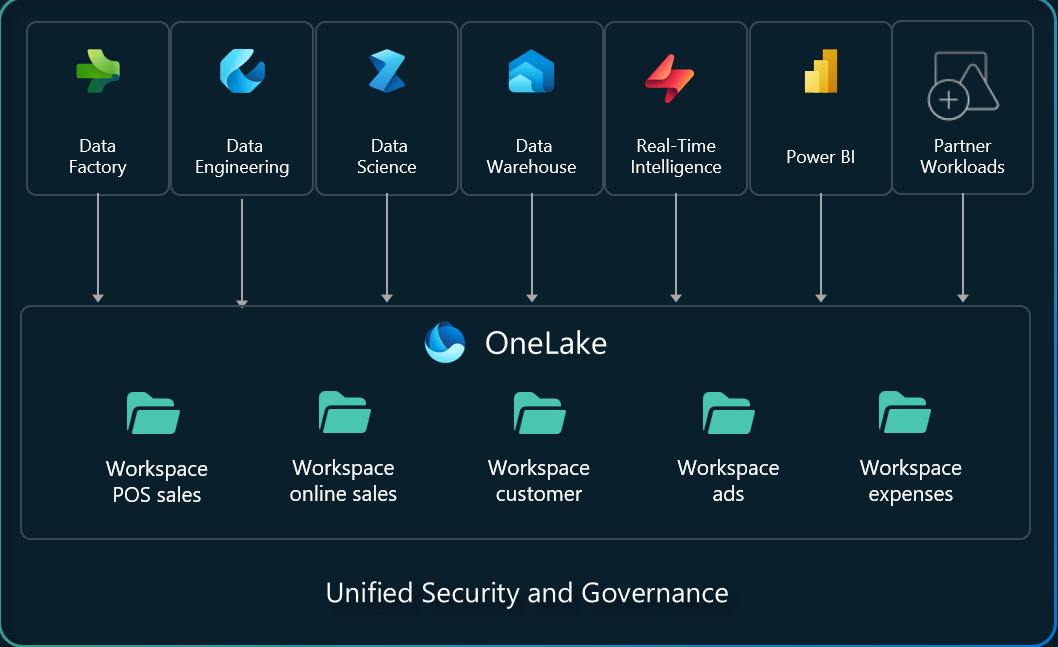 Data
Factory
Data
Engineering
Data
Science
Data
Warehouse
Real-Time
Intelligence
Power BI
Partner
Workloads
OneLake
Workspace
POS sales
Workspace
online sales
Workspace
customer
Workspace
ads
Workspace
expenses
Unified Security and Governance